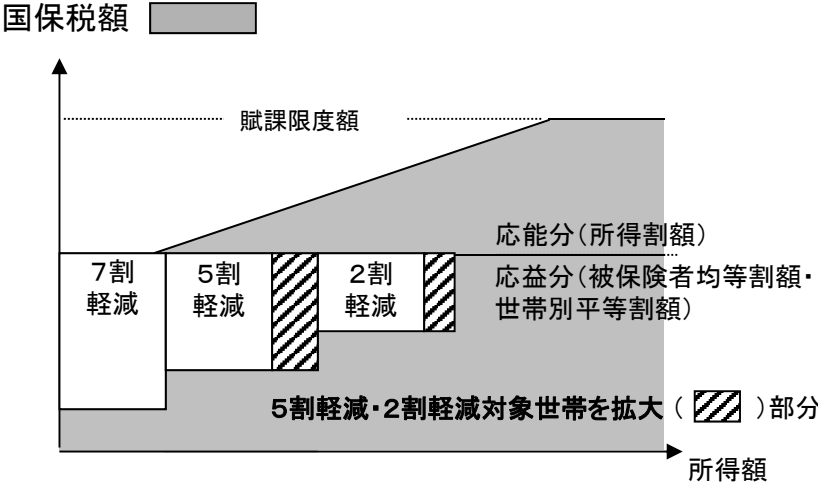 国保税額
賦課限度額
応能分（所得割額）
7割
軽減
5割
軽減
2割
軽減
応益分（被保険者均等割額・
世帯別平等割額）
5割軽減・2割軽減対象世帯を拡大（ ）部分
所得額